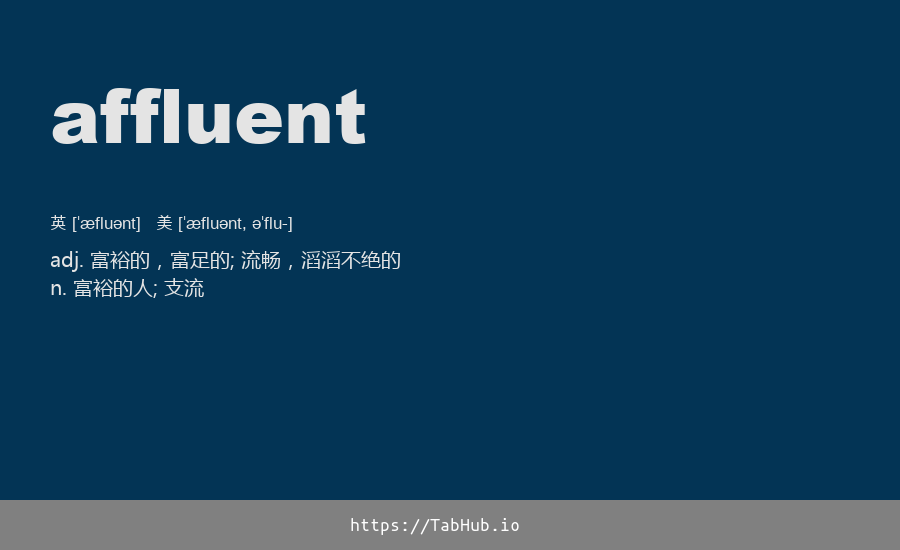 affluent
英 [ˈæfluənt]   美 [ˈæfluənt, əˈflu-]
adj. 富裕的，富足的; 流畅，滔滔不绝的
n. 富裕的人; 支流
https://TabHub.io